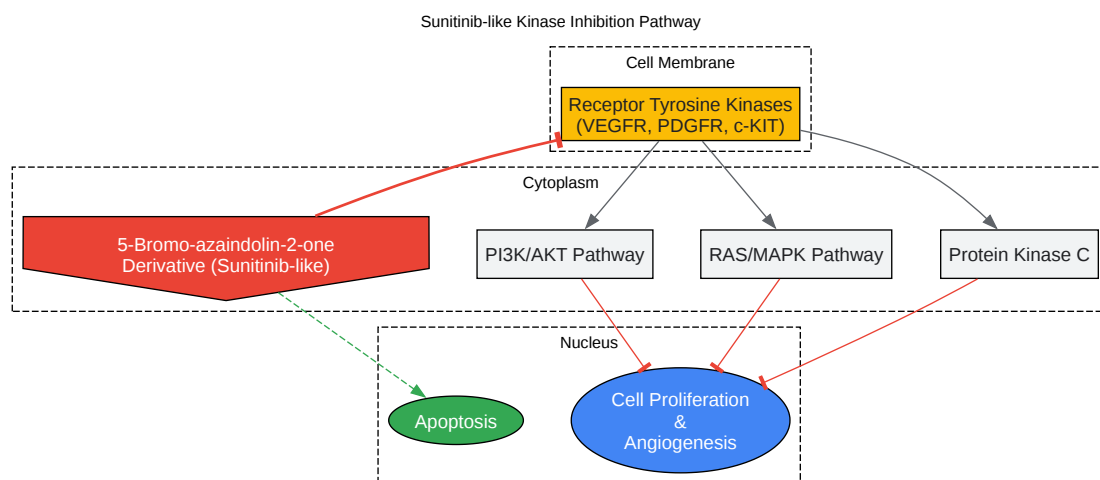 Sunitinib-like Kinase Inhibition Pathway
Cell Membrane
Receptor Tyrosine Kinases
(VEGFR, PDGFR, c-KIT)
Cytoplasm
5-Bromo-azaindolin-2-one
Derivative (Sunitinib-like)
PI3K/AKT Pathway
RAS/MAPK Pathway
Protein Kinase C
Nucleus
Apoptosis
Cell Proliferation
&
Angiogenesis